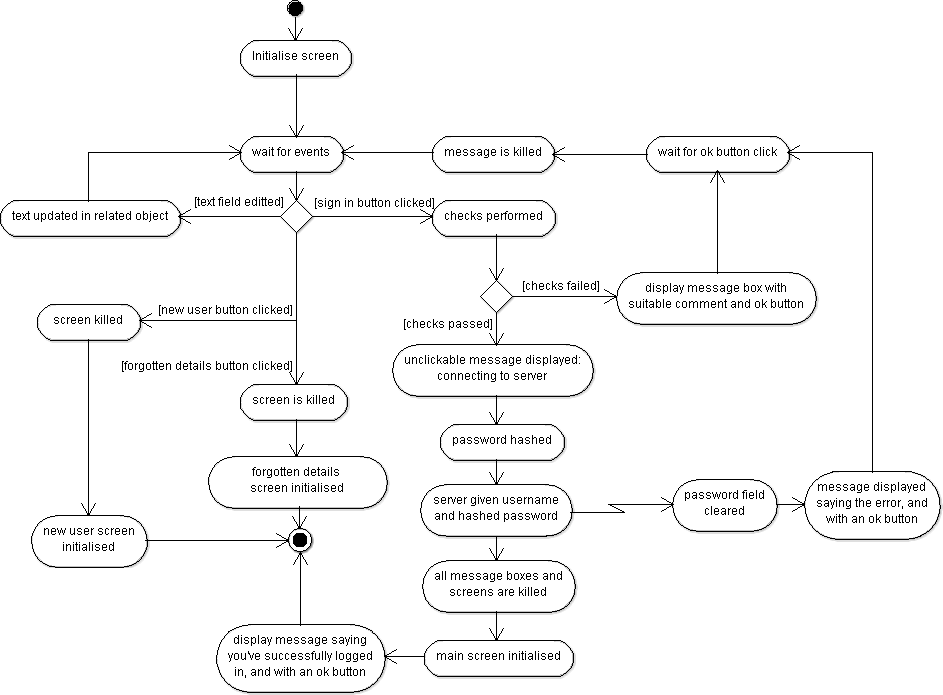 Initialise screen
wait for events
message is killed
wait for ok button click
[text field editted]
[sign in button clicked]
text updated in related object
checks performed
[checks failed]
display message box with
suitable comment and ok button
[new user button clicked]
screen killed
[checks passed]
unclickable message displayed:
connecting to server
[forgotten details button clicked]
screen is killed
password hashed
forgotten details
screen initialised
server given username
and hashed password
password field
cleared
message displayed
saying the error, and
with an ok button
new user screen
initialised
all message boxes and
screens are killed
display message saying
you've successfully logged
in, and with an ok button
main screen initialised